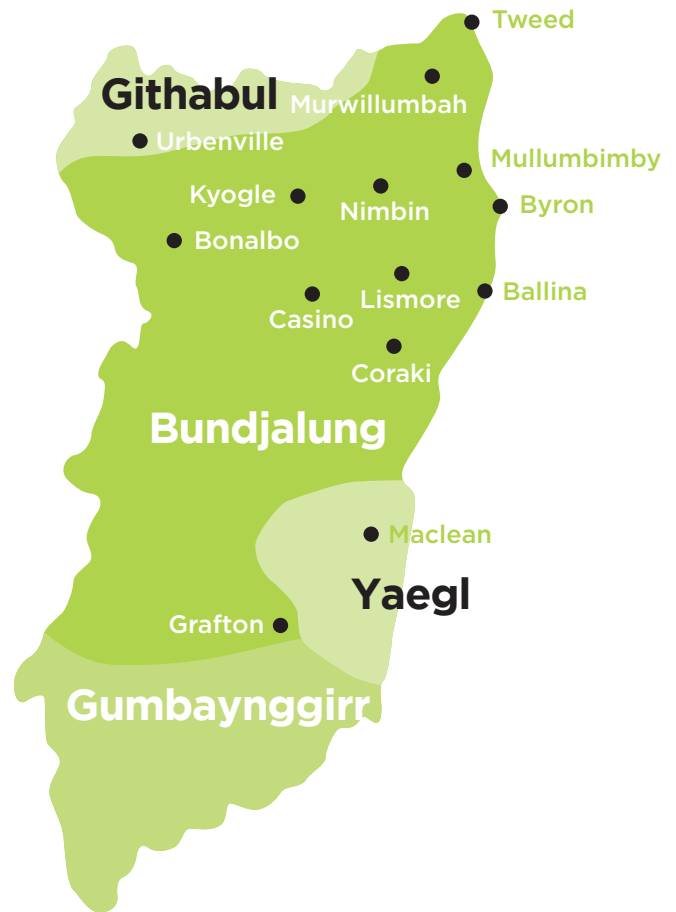 Tweed
Githabul
Murwillumbah
Urbenville
Mullumbimby
Kyogle
Nimbin
Byron
Bonalbo
Lismore
Ballina
Casino
Coraki
Bundjalung
Maclean
Yaegl
Grafton
Gumbaynggirr